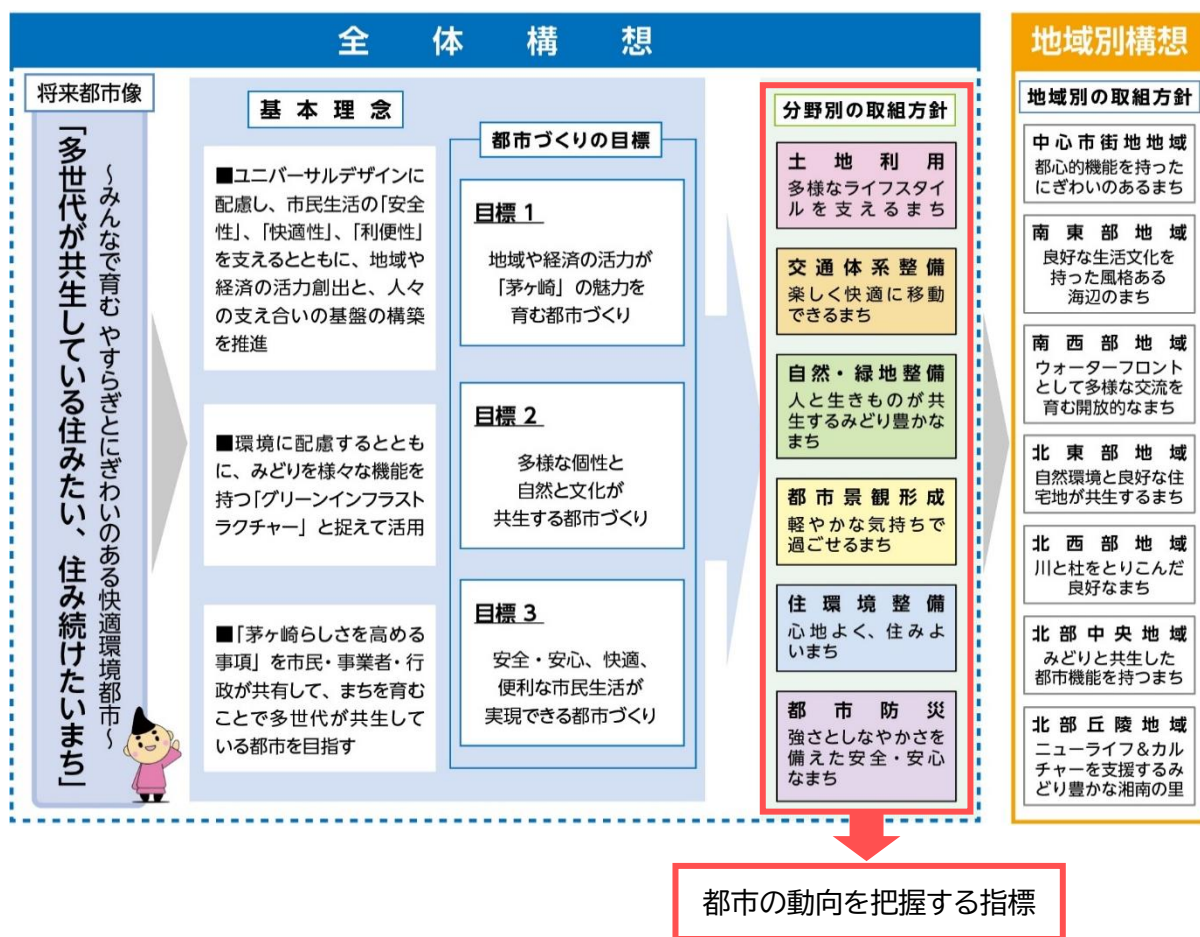 全体構想
将来都市像
「多世代が共生している住みたい、住み続けたいまち」
～みんなで育む やすらぎとにぎわいのある快適環境都市～
基本理念
■ユニバーサルデザインに
配慮し、市民生活の「安全
性」、「快適性」、「利便性」
を支えるとともに、地域や
経済の活力創出と、人々
の支え合いの基盤の構築
を推進
■環境に配慮するととも
に、みどりを様々な機能を
持つ「グリーンインフラスト
ラクチャー」と捉えて活用
■「茅ヶ崎らしさを高める
事項」を市民・事業者・行
政が共有して、まちを育む
ことで多世代が共生して
いる都市を目指す
都市づくりの目標
目標1
地域や経済の活力が
「茅ヶ崎」の魅力を
育む都市づくり
目標2
多様な個性と
自然と文化が
共生する都市づくり
目標3
安全・安心、快適、
便利な市民生活が
実現できる都市づくり
分野別の取組方針
土地利用
多様なライフスタイ
ルを支えるまち
交通体系整備
楽しく快適に移動
できるまち
自然・緑地整備
人と生きものが共
生するみどり豊かな
まち
都市景観形成
軽やかな気持ちで
過ごせるまち
住環境整備
心地よく、住みよ
いまち
都市防災
強さとしなやかさを
備えた安全・安心
なまち
都市の動向を把握する指標
地域別構想
地域別の取組方針
中心市街地地域
都心的機能を持った
にぎわいのあるまち
南東部地域
良好な生活文化を
持った風格ある
海辺のまち
南西部地域
ウォーターフロント
として多様な交流を
育む開放的なまち
北東部地域
自然環境と良好な住
宅地が共生するまち
北西部地域
川と杜をとりこんだ
良好なまち
北部中央地域
みどりと共生した
都市機能を持つまち
北部丘陵地域
ニューライフ＆カル
チャーを支援するみ
どり豊かな湘南の里